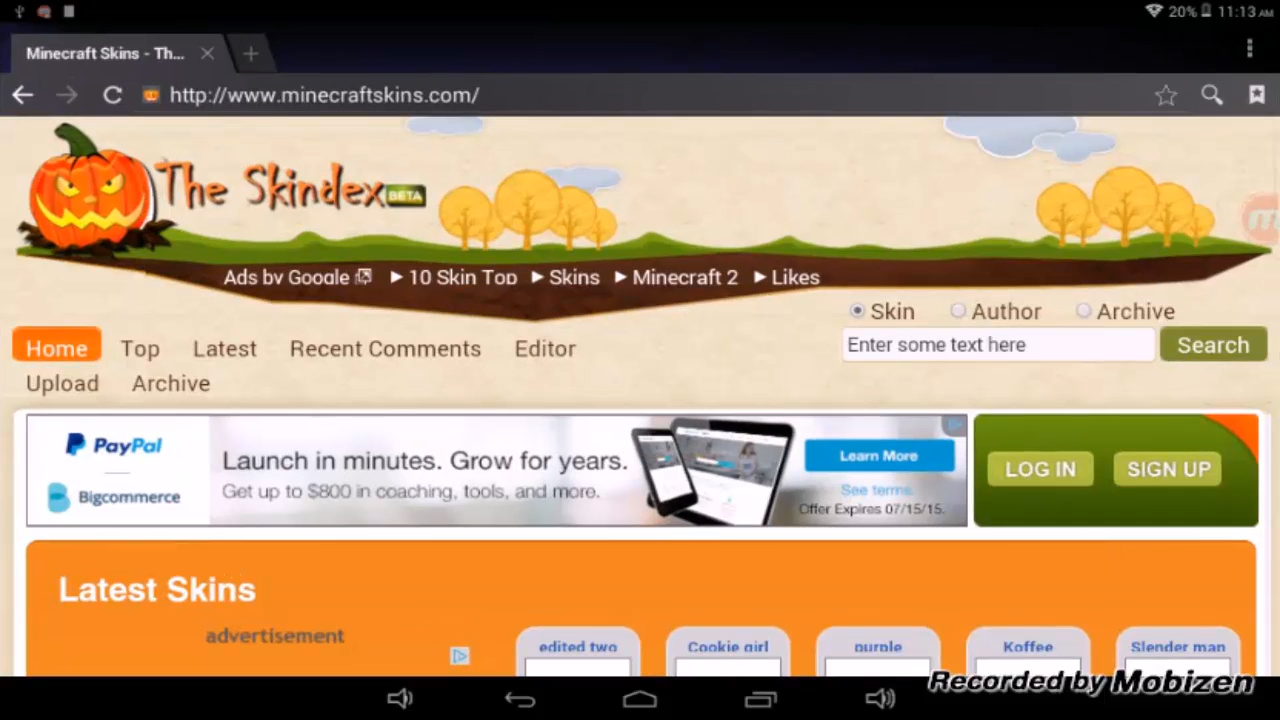 20% 11:13 AM
Minecraft Skins - Th...
http://www.minecraftskins.com/
The Skindex BETA
Ads by Google ▶ 10 Skin Top ▶ Skins ▶ Minecraft 2 ▶ Likes
Skin Author Archive
Home Top Latest Recent Comments Editor
Enter some text here Search
Upload Archive
PayPal
Bigcommerce
Launch in minutes. Grow for years.
Get up to $800 in coaching, tools, and more.
Learn More
See terms.
Offer Expires 07/15/15.
LOG IN SIGN UP
Latest Skins
advertisement
edited two Cookie girl purple Koffee Slender man
Recorded by Mobizen